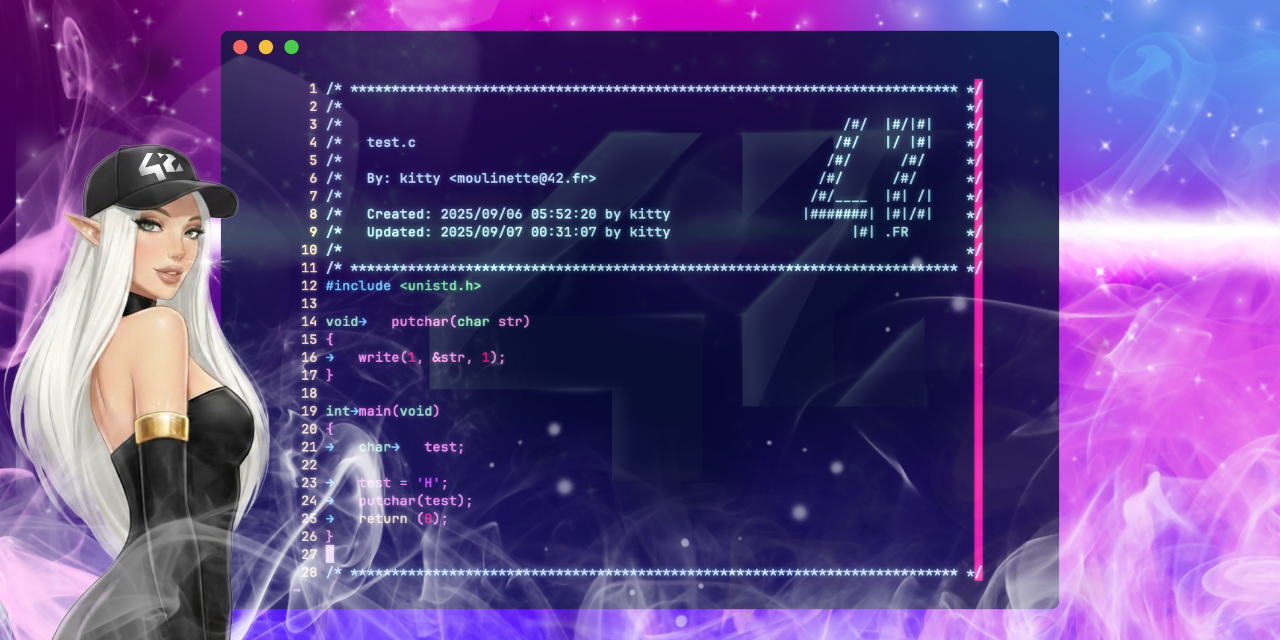 42
1 /* *************************************************************************** */
2 /*                                                                             */
3 /*                                                              /#/  |#/|#|    */
4 /*   test.c                                                    /#/   |/ |#|    */
5 /*                                                            /#/      /#/     */
6 /*   By: kitty <moulinette@42.fr>                            /#/      /#/      */
7 /*                                                          /#/____  |#| /|    */
8 /*   Created: 2025/09/06 05:52:20 by kitty                 |#######| |#|/#|    */
9 /*   Updated: 2025/09/07 00:31:07 by kitty                       |#| .FR       */
10 /*                                                                            */
11 /* *************************************************************************** */
12 #include <unistd.h>
13
14 void→   putchar(char str)
15 {
16 →   write(1, &str, 1);
17 }
18
19 int→main(void)
20 {
21 →   char→   test;
22
23 →   test = 'H';
24 →   putchar(test);
25 →   return (0);
26 }
27
28 /* *************************************************************************** */
~